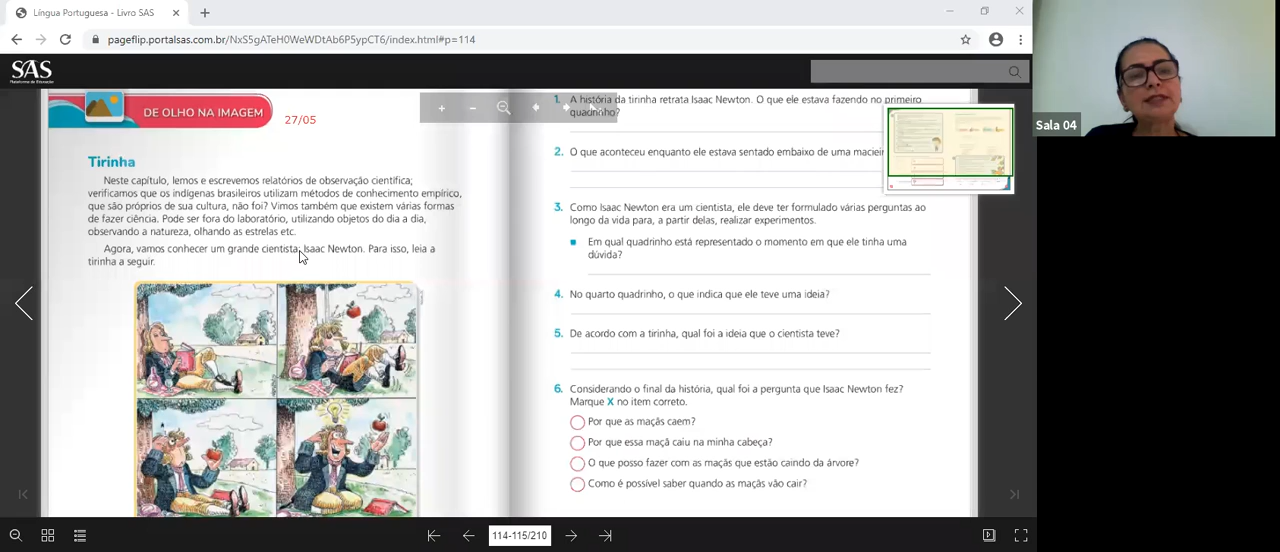 Língua Portuguesa - Livro SAS
pageflip.portalsas.com.br/NxS5gATeH0WeWDtAb6P5ypCT6/index.html#p=114
SAS
Plataforma de Educação
DE OLHO NA IMAGEM
27/05
Tirinha
Neste capítulo, lemos e escrevemos relatórios de observação científica;
verificamos que os indígenas brasileiros utilizam métodos de conhecimento empírico,
que são próprios de sua cultura, não foi? Vimos também que existem várias formas
de fazer ciência. Pode ser fora do laboratório, utilizando objetos do dia a dia,
observando a natureza, olhando as estrelas etc.
Agora, vamos conhecer um grande cientista, Isaac Newton. Para isso, leia a
tirinha a seguir.
1. A história da tirinha retrata Isaac Newton. O que ele estava fazendo no primeiro
quadrinho?
2. O que aconteceu enquanto ele estava sentado embaixo de uma macieir
3. Como Isaac Newton era um cientista, ele deve ter formulado várias perguntas ao
longo da vida para, a partir delas, realizar experimentos.
Em qual quadrinho está representado o momento em que ele tinha uma
dúvida?
4. No quarto quadrinho, o que indica que ele teve uma ideia?
5. De acordo com a tirinha, qual foi a ideia que o cientista teve?
6. Considerando o final da história, qual foi a pergunta que Isaac Newton fez?
Marque X no item correto.
Por que as maçãs caem?
Por que essa maçã caiu na minha cabeça?
O que posso fazer com as maçãs que estão caindo da árvore?
Como é possível saber quando as maçãs vão cair?
114-115/210
Sala 04